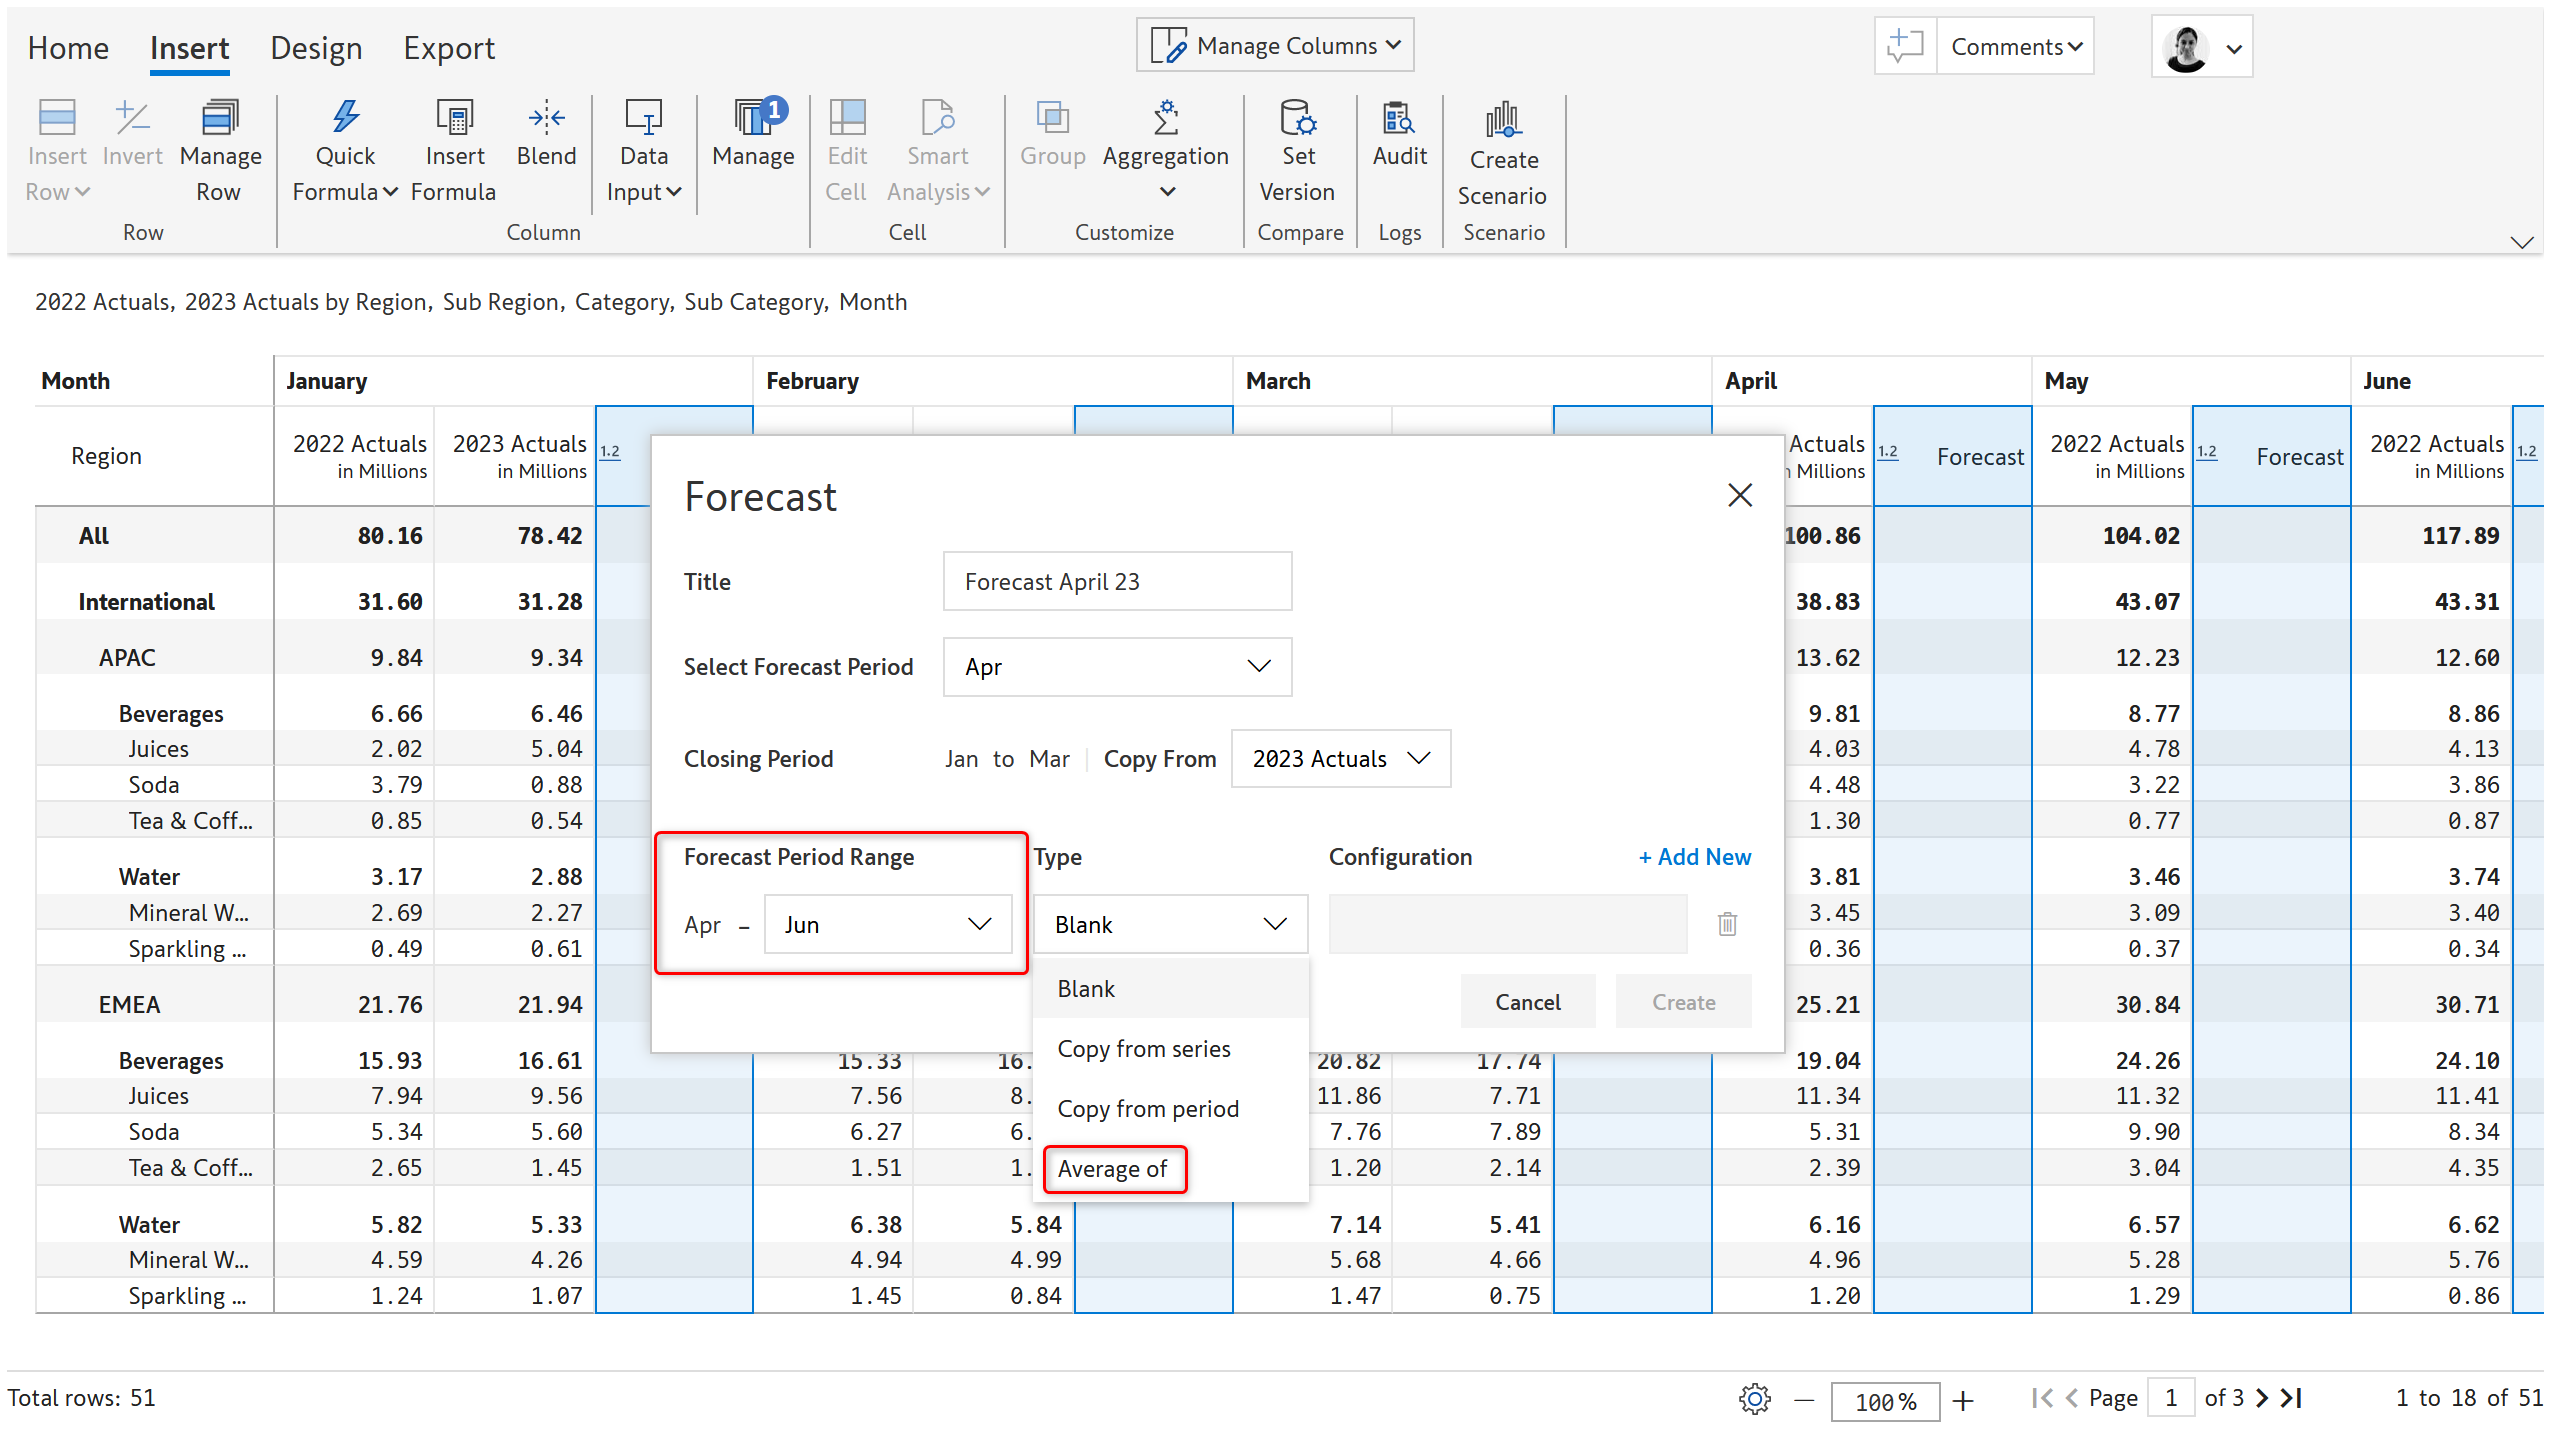 Home Insert Design Export Manage Columns Comments
Insert Row Invert Manage Row Quick Formula Insert Formula Blend Data Input Manage 1 Edit Cell Smart Analysis Group Aggregation Set Version Audit Create Scenario
Row Column Cell Customize Compare Logs Scenario
2022 Actuals, 2023 Actuals by Region, Sub Region, Category, Sub Category, Month
Month January February March April May June
Region 2022 Actuals in Millions 2023 Actuals in Millions 1.2 Actuals Millions 1.2 Forecast 2022 Actuals in Millions 1.2 Forecast 2022 Actuals in Millions 1.2
Forecast
All 80.16 78.42 100.86 104.02 117.89
Title Forecast April 23
International 31.60 31.28 38.83 43.07 43.31
APAC 9.84 9.34 13.62 12.23 12.60
Select Forecast Period Apr
Beverages 6.66 6.46 9.81 8.77 8.86
Juices 2.02 5.04 4.03 4.78 4.13
Closing Period Jan to Mar Copy From 2023 Actuals
Soda 3.79 0.88 4.48 3.22 3.86
Tea & Coff... 0.85 0.54 1.30 0.77 0.87
Forecast Period Range Type Configuration + Add New
Water 3.17 2.88 3.81 3.46 3.74
Mineral W... 2.69 2.27 3.45 3.09 3.40
Apr – Jun Blank
Sparkling ... 0.49 0.61 0.36 0.37 0.34
Blank
Cancel Create
EMEA 21.76 21.94 25.21 30.84 30.71
Copy from series
Beverages 15.93 16.61 15.33 16. 20.82 17.74 19.04 24.26 24.10
Juices 7.94 9.56 7.56 8. 11.86 7.71 11.34 11.32 11.41
Copy from period
Soda 5.34 5.60 6.27 6. 7.76 7.89 5.31 9.90 8.34
Tea & Coff... 2.65 1.45 1.51 1. 1.20 2.14 2.39 3.04 4.35
Average of
Water 5.82 5.33 6.38 5.84 7.14 5.41 6.16 6.57 6.62
Mineral W... 4.59 4.26 4.94 4.99 5.68 4.66 4.96 5.28 5.76
Sparkling ... 1.24 1.07 1.45 0.84 1.47 0.75 1.20 1.29 0.86
Total rows: 51 100% Page 1 of 3 1 to 18 of 51